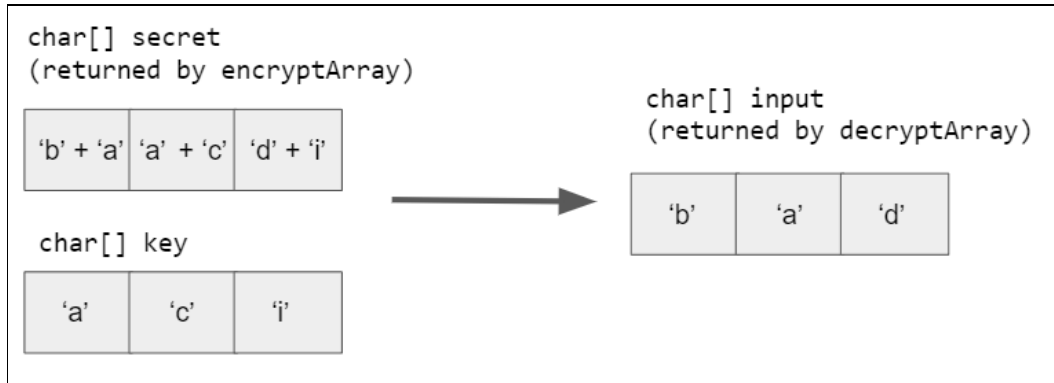 char[] secret
(returned by encryptArray)
‘b’ + ‘a’ ‘a’ + ‘c’ ‘d’ + ‘i’
char[] key
‘a’ ‘c’ ‘i’
char[] input
(returned by decryptArray)
‘b’ ‘a’ ‘d’